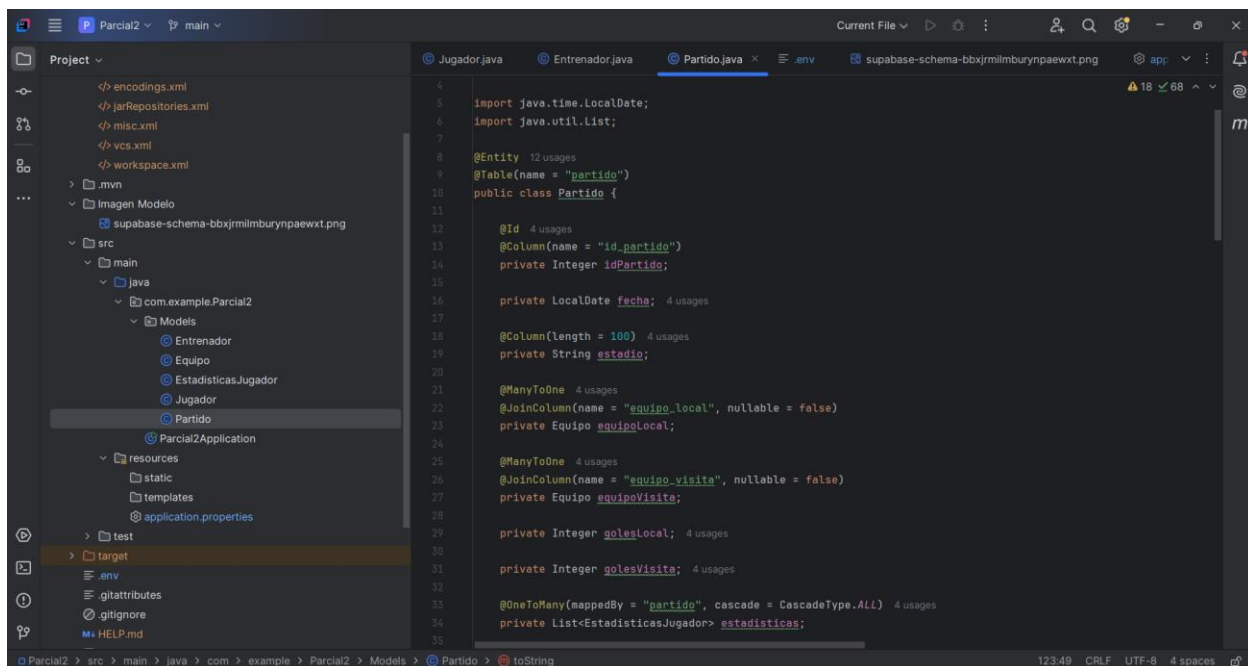 P Parcial2 main Current File
Project
encodings.xml
jarRepositories.xml
misc.xml
vcs.xml
workspace.xml
.mvn
Imagen Modelo
supabase-schema-bbxjrmilmburynpaewxt.png
src
main
java
com.example.Parcial2
Models
Entrenador
Equipo
EstadisticasJugador
Jugador
Partido
Parcial2Application
resources
static
templates
application.properties
test
target
.env
.gitattributes
.gitignore
M↓ HELP.md
Jugador.java Entrenador.java Partido.java × .env supabase-schema-bbxjrmilmburynpaewxt.png app
18 68
4
5 import java.time.LocalDate;
6 import java.util.List;
7
8 @Entity 12 usages
9 @Table(name = "partido")
10 public class Partido {
11
12 @Id 4 usages
13 @Column(name = "id_partido")
14 private Integer idPartido;
15
16 private LocalDate fecha; 4 usages
17
18 @Column(length = 100) 4 usages
19 private String estadio;
20
21 @ManyToOne 4 usages
22 @JoinColumn(name = "equipo_local", nullable = false)
23 private Equipo equipoLocal;
24
25 @ManyToOne 4 usages
26 @JoinColumn(name = "equipo_visita", nullable = false)
27 private Equipo equipoVisita;
28
29 private Integer golesLocal; 4 usages
30
31 private Integer golesVisita; 4 usages
32
33 @OneToMany(mappedBy = "partido", cascade = CascadeType.ALL) 4 usages
34 private List<EstadisticasJugador> estadisticas;
35
m
Parcial2 > src > main > java > com > example > Parcial2 > Models > Partido > toString 123:49 CRLF UTF-8 4 spaces